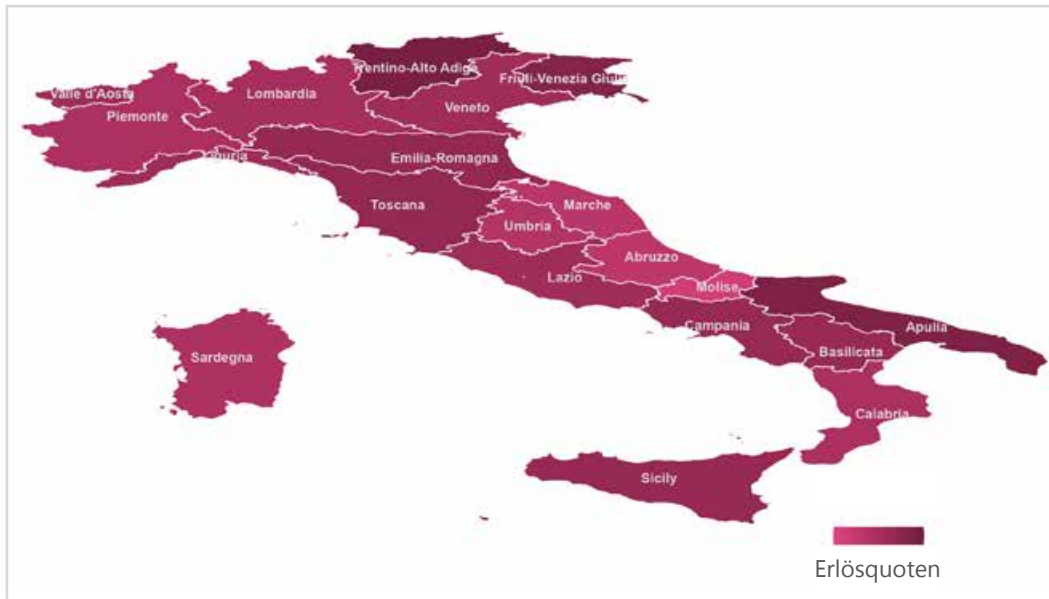 Trentino-Alto Adige
Friuli-Venezia Giulia
Valle d'Aosta
Lombardia
Veneto
Piemonte
Liguria
Emilia-Romagna
Toscana
Marche
Umbria
Abruzzo
Lazio
Molise
Campania
Apulia
Basilicata
Sardegna
Calabria
Sicily
Erlösquoten